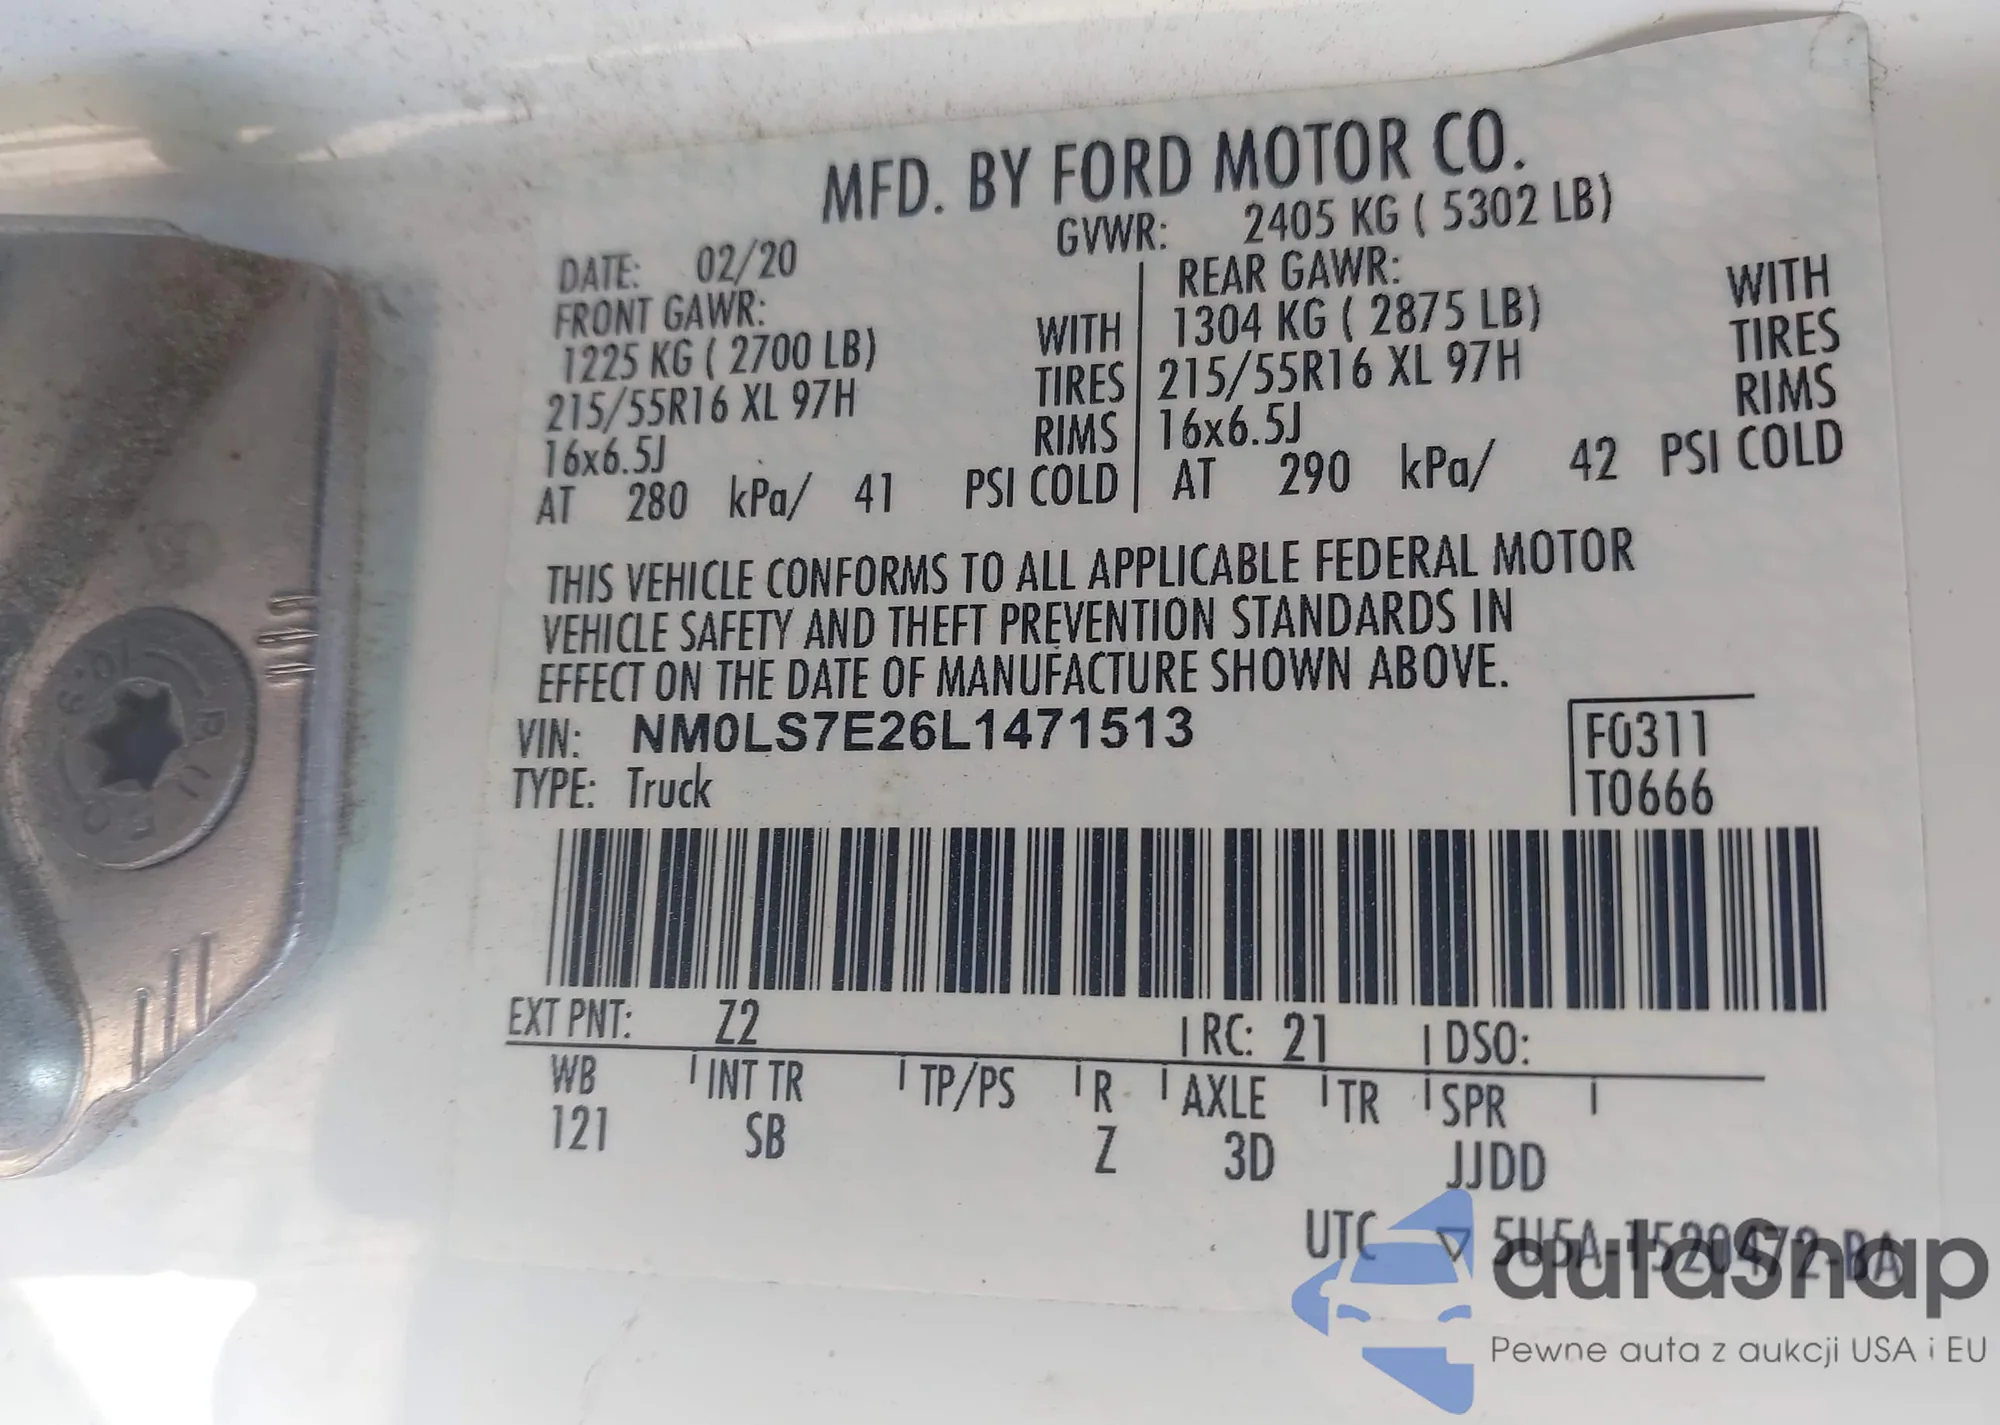 MFD. BY FORD MOTOR CO.
DATE: 02/20 GVWR: 2405 KG ( 5302 LB)
FRONT GAWR: REAR GAWR:
1225 KG ( 2700 LB) WITH 1304 KG ( 2875 LB) WITH
215/55R16 XL 97H TIRES 215/55R16 XL 97H TIRES
16x6.5J RIMS 16x6.5J RIMS
AT 280 kPa/ 41 PSI COLD AT 290 kPa/ 42 PSI COLD
THIS VEHICLE CONFORMS TO ALL APPLICABLE FEDERAL MOTOR
VEHICLE SAFETY AND THEFT PREVENTION STANDARDS IN
EFFECT ON THE DATE OF MANUFACTURE SHOWN ABOVE.
VIN: NM0LS7E26L1471513 F0311
TYPE: Truck T0666
EXT PNT: Z2 RC: 21 DSO:
WB INT TR TP/PS R AXLE TR SPR
121 SB Z 3D JJDD
UTC 5U5A-1520472-BA
autaSnap
Pewne auta z aukcji USA i EU